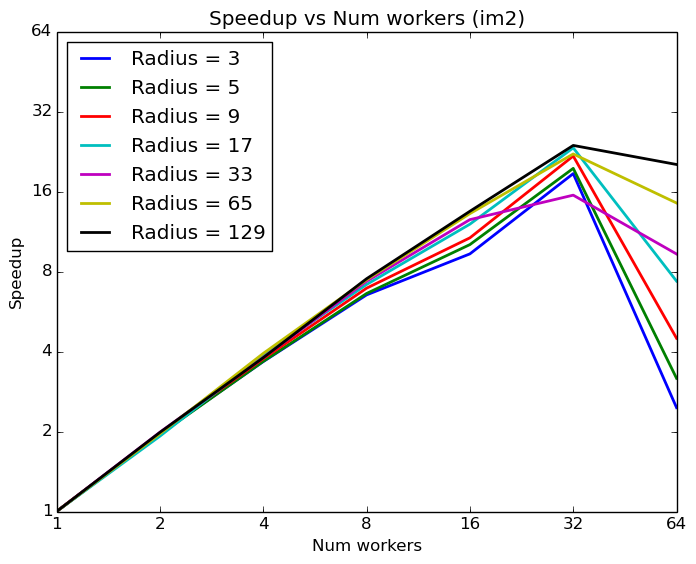 Speedup vs Num workers (im2)
64
32
16
8
4
2
1
Speedup
Radius = 3
Radius = 5
Radius = 9
Radius = 17
Radius = 33
Radius = 65
Radius = 129
1 2 4 8 16 32 64
Num workers